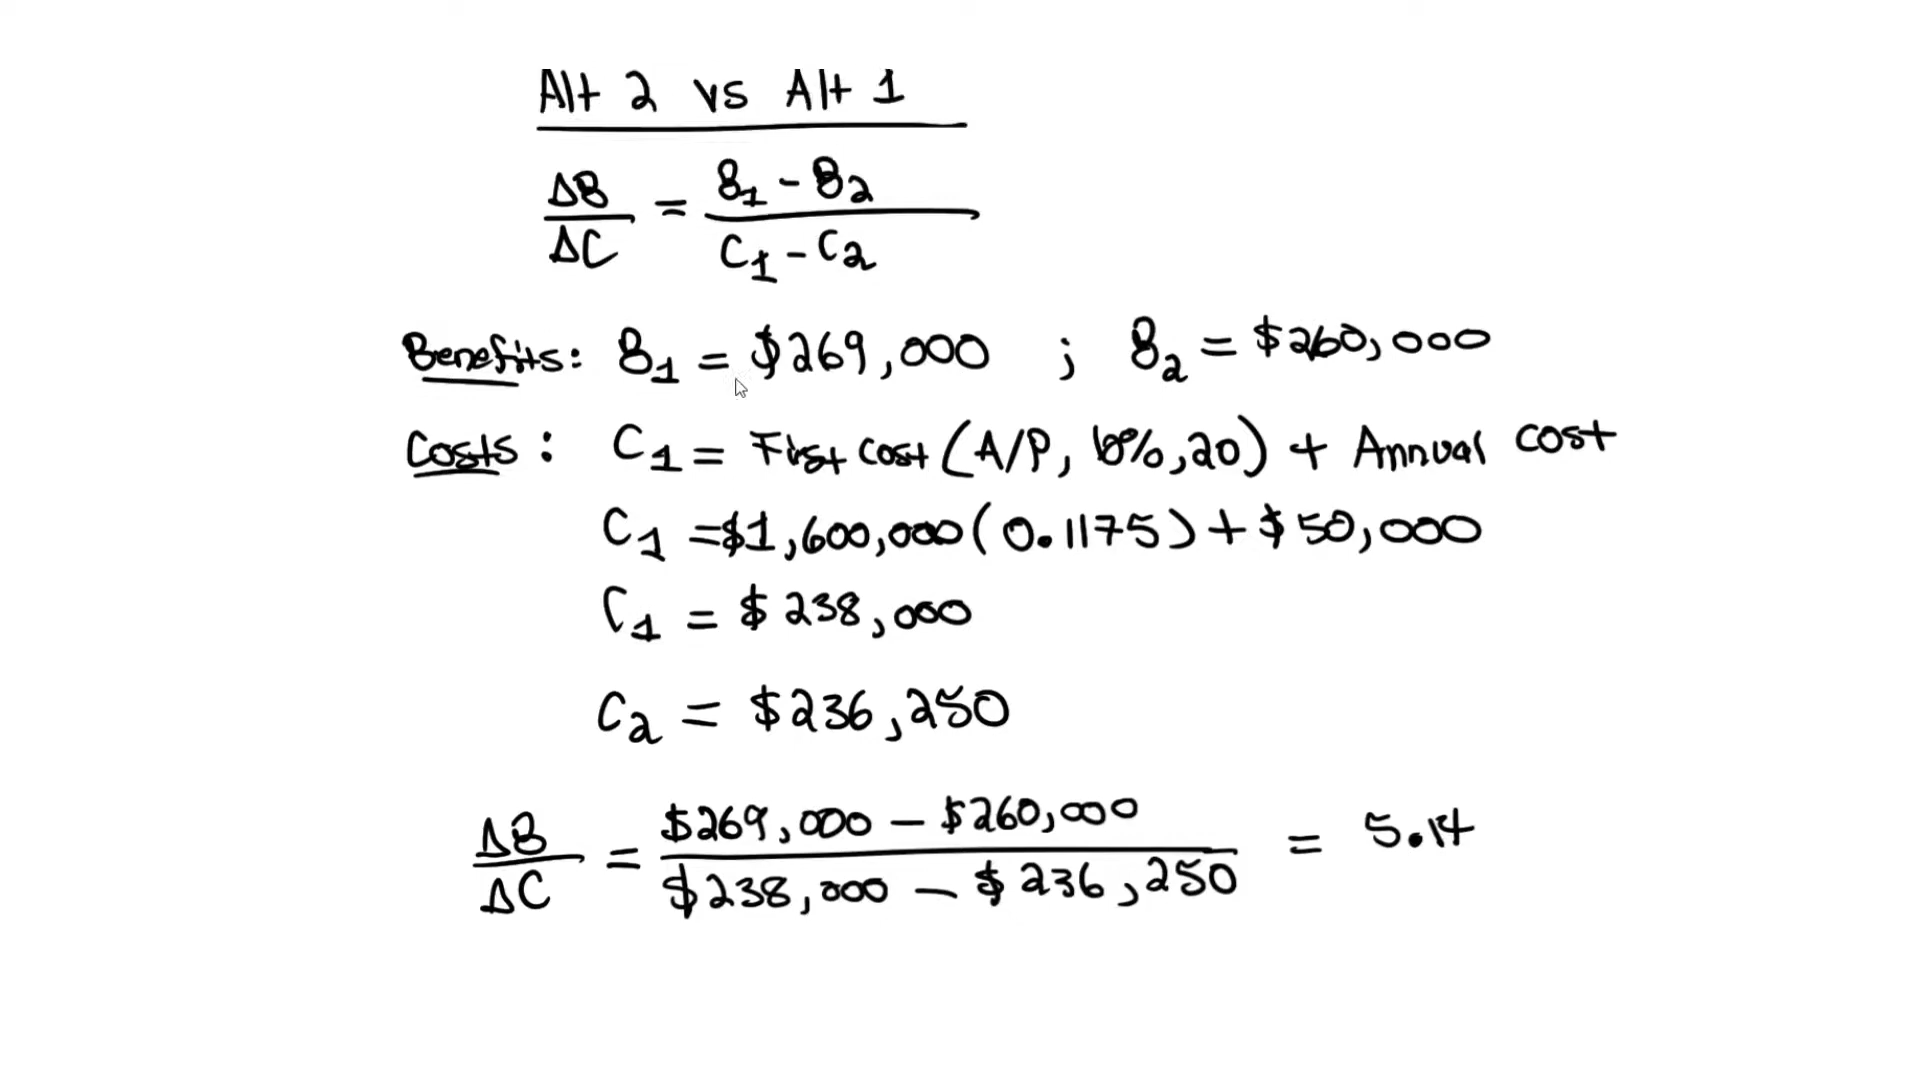 Alt 2 vs Alt 1
ΔB/ΔC = B1 - B2/C1 - C2
Benefits: B1 = $269,000 ; B2 = $260,000
Costs: C1 = First cost (A/P, 10%, 20) + Annual cost
C1 = $1,600,000 (0.1175) + $50,000
C1 = $238,000
C2 = $236,250
ΔB/ΔC = $269,000 - $260,000/$238,000 - $236,250 = 5.14